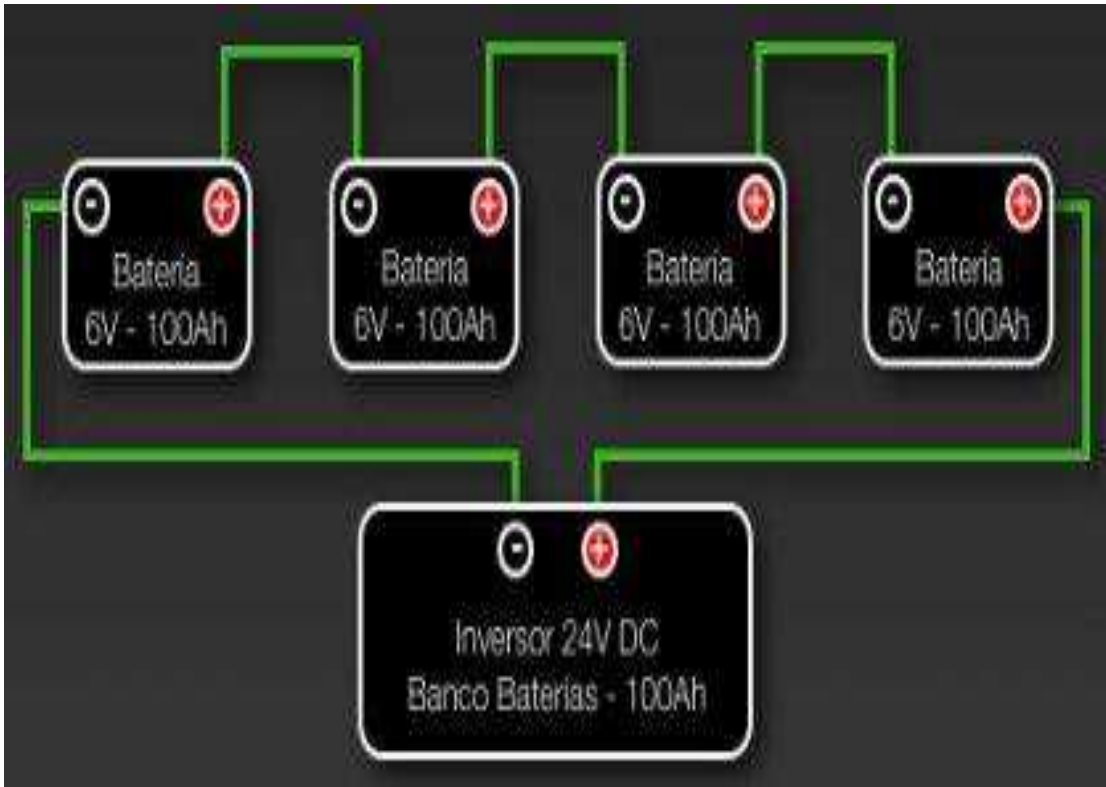 - +
- +
- +
- +
Bateria
6V - 100Ah
Bateria
6V - 100Ah
Bateria
6V - 100Ah
Bateria
6V - 100Ah
- +
Inversor 24V DC
Banco Baterias - 100Ah